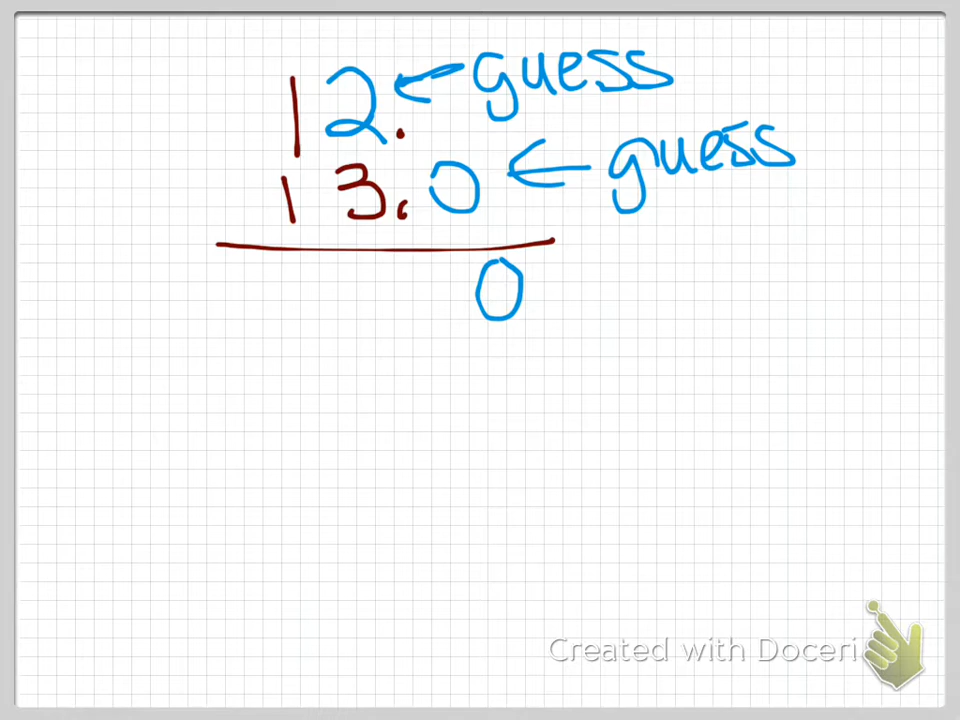 12. ← guess
13.0 ← guess
0
Created with Doceri